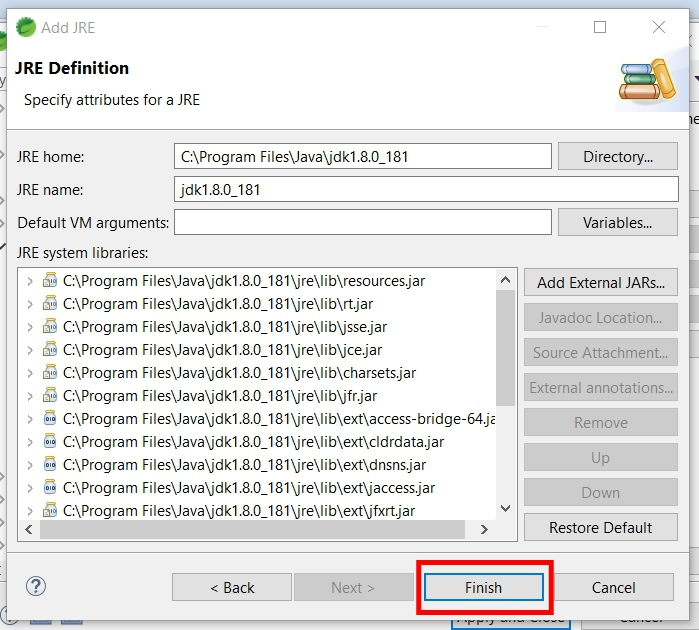 Add JRE
JRE Definition
Specify attributes for a JRE
JRE home:
C:\Program Files\Java\jdk1.8.0_181
Directory...
JRE name:
jdk1.8.0_181
Default VM arguments:
Variables...
JRE system libraries:
C:\Program Files\Java\jdk1.8.0_181\jre\lib\resources.jar
C:\Program Files\Java\jdk1.8.0_181\jre\lib\rt.jar
C:\Program Files\Java\jdk1.8.0_181\jre\lib\jsse.jar
C:\Program Files\Java\jdk1.8.0_181\jre\lib\jce.jar
C:\Program Files\Java\jdk1.8.0_181\jre\lib\charsets.jar
C:\Program Files\Java\jdk1.8.0_181\jre\lib\jfr.jar
C:\Program Files\Java\jdk1.8.0_181\jre\lib\ext\access-bridge-64.ja
C:\Program Files\Java\jdk1.8.0_181\jre\lib\ext\cldrdata.jar
C:\Program Files\Java\jdk1.8.0_181\jre\lib\ext\dnsns.jar
C:\Program Files\Java\jdk1.8.0_181\jre\lib\ext\jaccess.jar
C:\Program Files\Java\jdk1.8.0_181\jre\lib\ext\jfxrt.jar
Add External JARs...
Javadoc Location...
Source Attachment...
External annotations...
Remove
Up
Down
Restore Default
?
< Back
Next >
Finish
Cancel
Apply and Close
Cancel